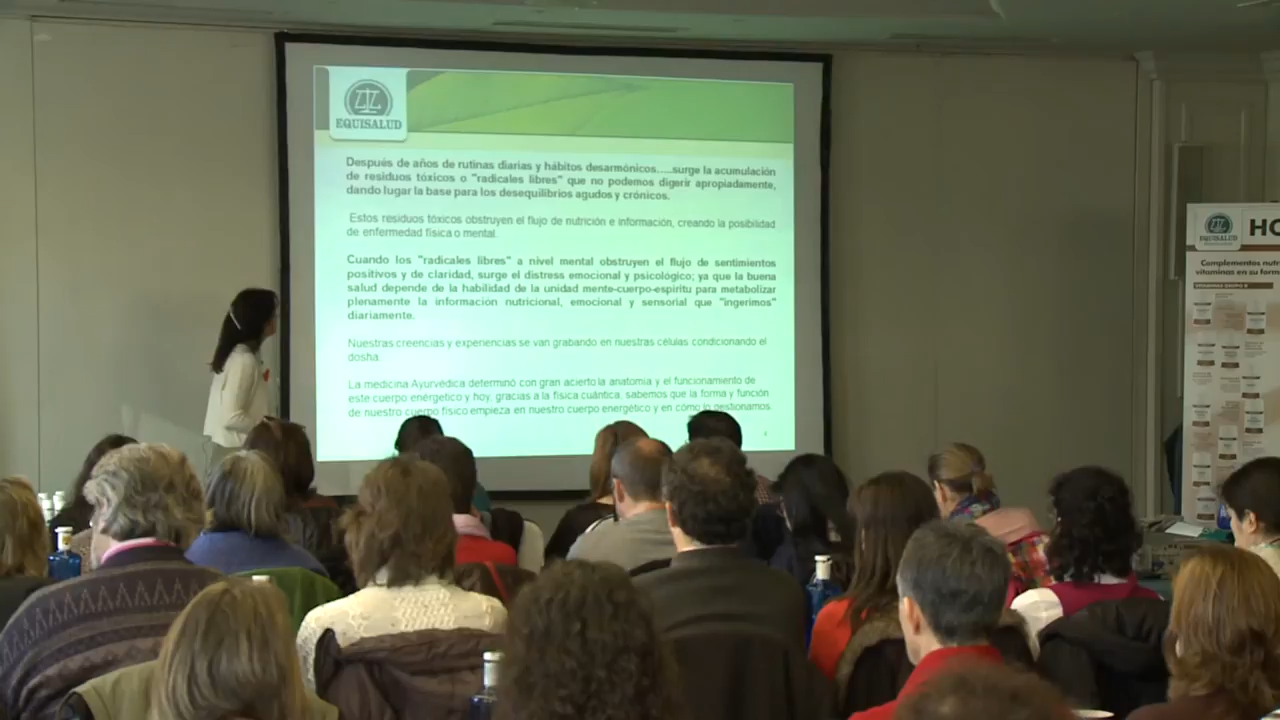 EQUISALUD
Después de años de rutinas diarias y hábitos desarmónicos.....surge la acumulación
de residuos tóxicos o "radicales libres" que no podemos digerir apropiadamente,
dando lugar la base para los desequilibrios agudos y crónicos.
Estos residuos tóxicos obstruyen el flujo de nutrición e información, creando la posibilidad
de enfermedad física o mental.
Cuando los "radicales libres" a nivel mental obstruyen el flujo de sentimientos
positivos y de claridad, surge el distress emocional y psicológico; ya que la buena
salud depende de la habilidad de la unidad mente-cuerpo-espíritu para metabolizar
plenamente la información nutricional, emocional y sensorial que "ingerimos"
diariamente.
Nuestras creencias y experiencias se van grabando en nuestras células condicionando el
dosha.
La medicina Ayurvédica determinó con gran acierto la anatomía y el funcionamiento de
este cuerpo enérgetico y hoy, gracias a la física cuántica, sabemos que la forma y función
de nuestro cuerpo físico empieza en nuestro cuerpo energético y en cómo lo gestionamos.
EQUISALUD
HO
Complementos nutr
vitaminas en su form